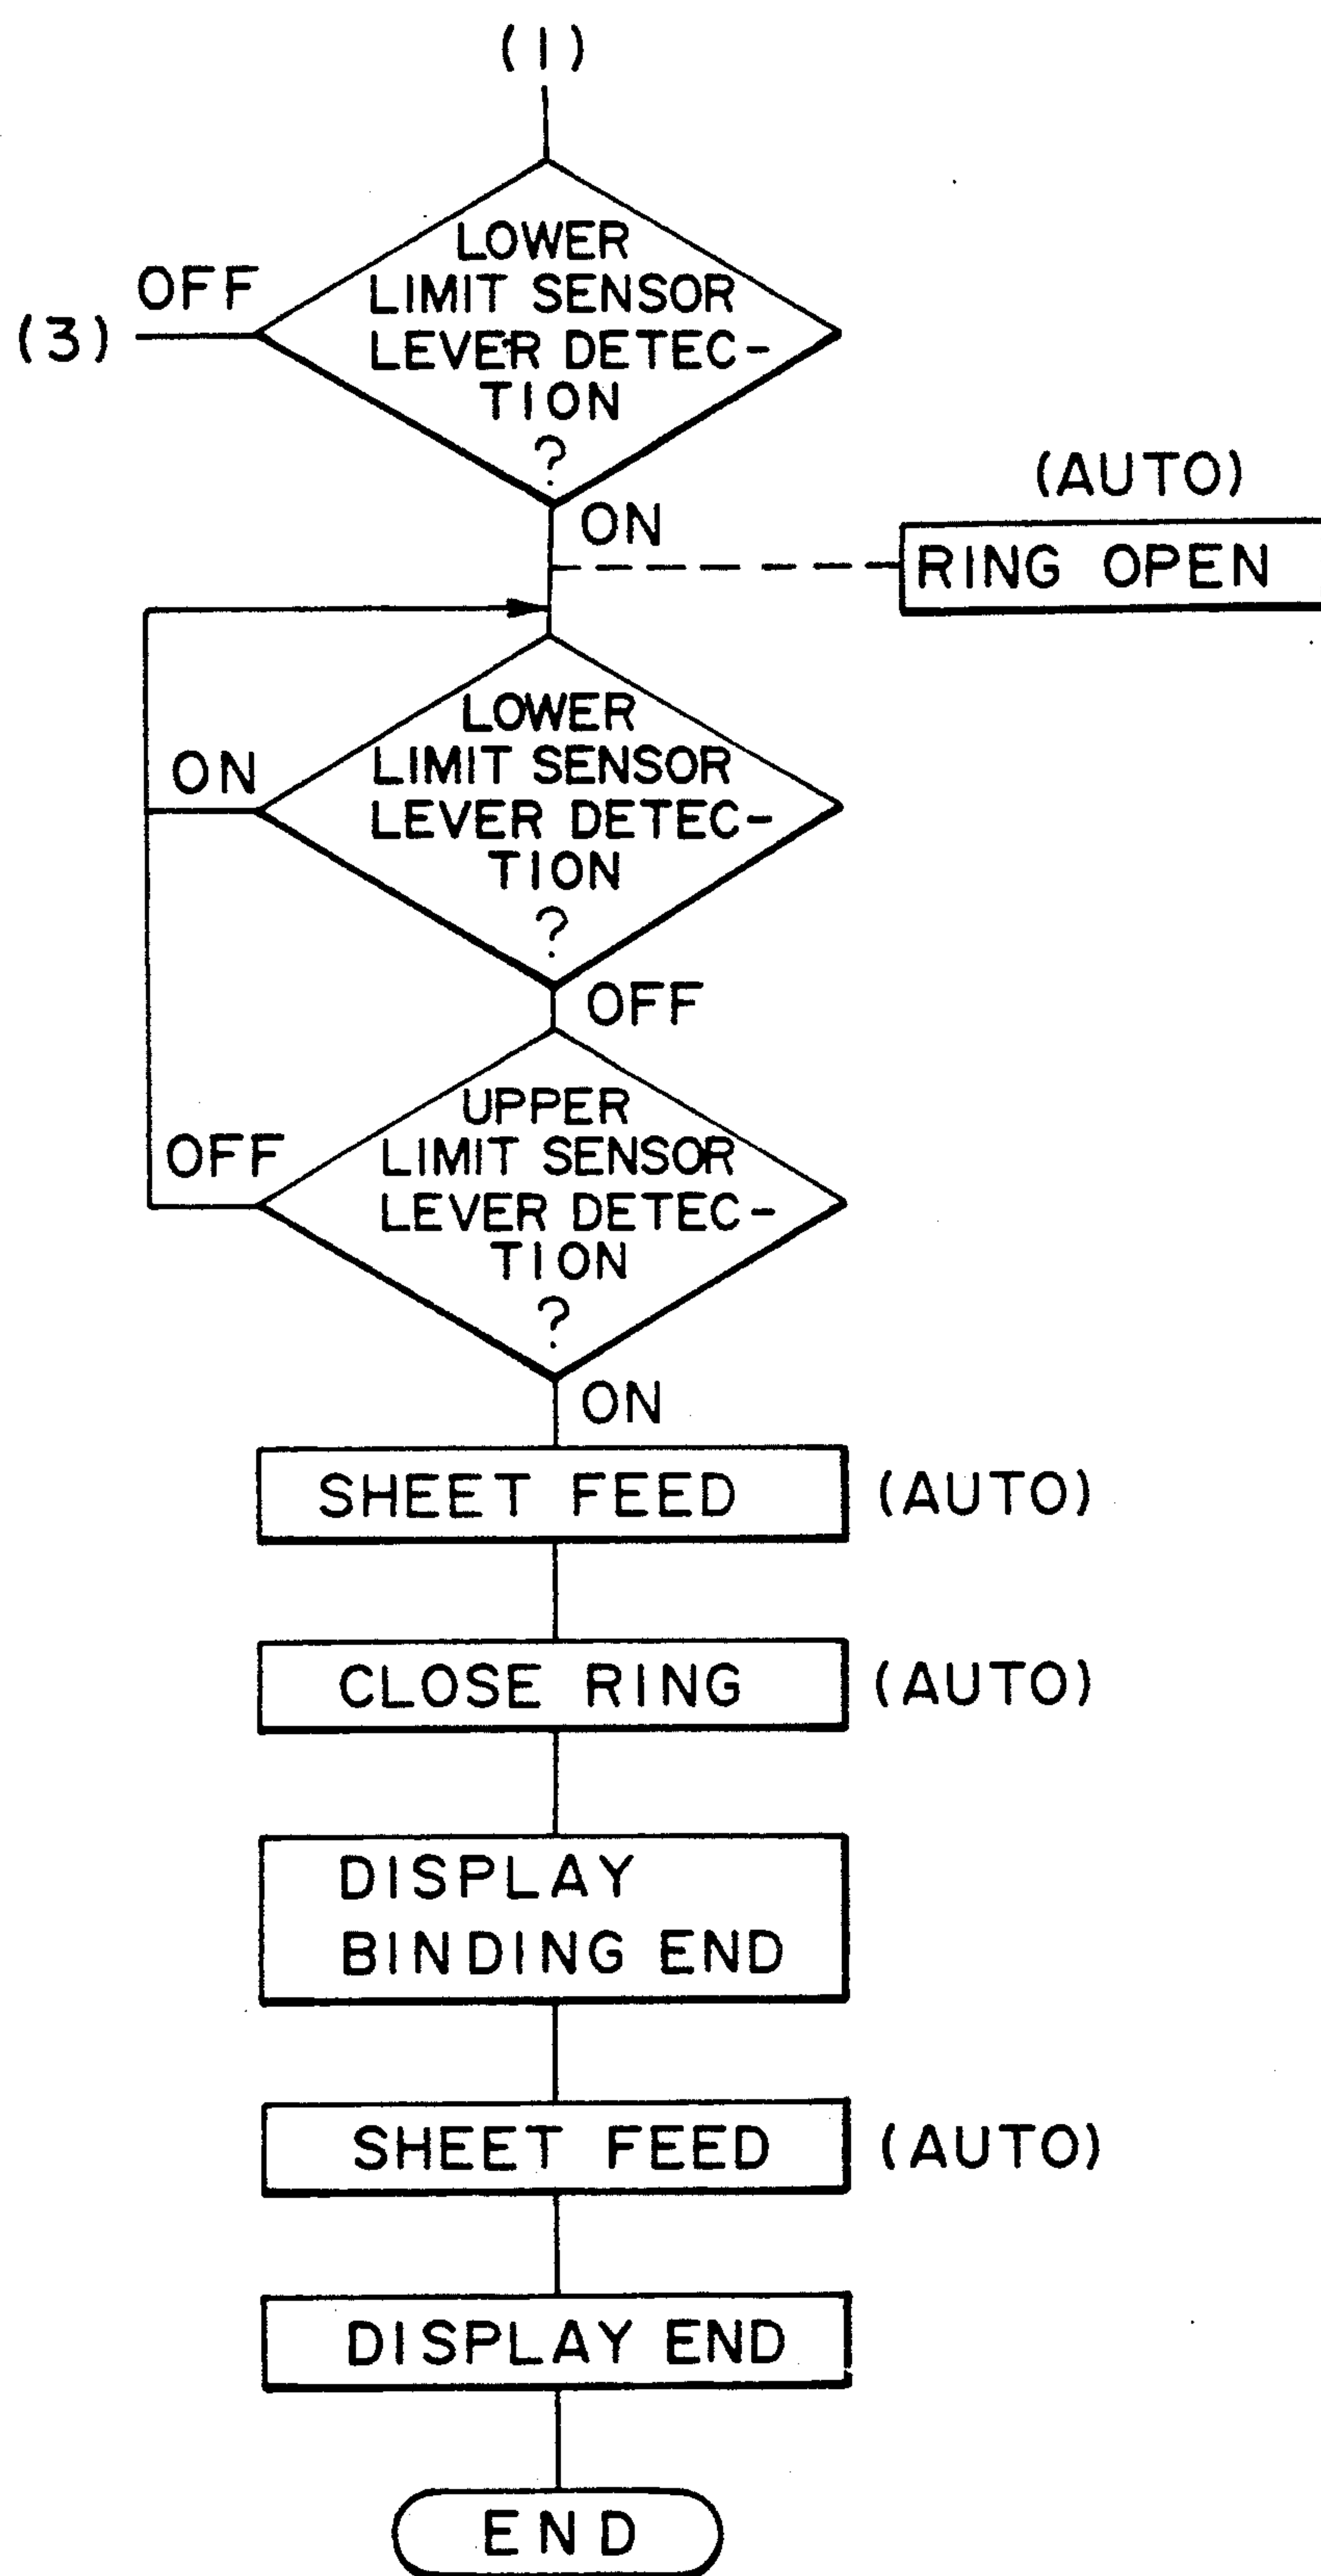 (1)
LOWER
LIMIT SENSOR
LEVER DETEC-
TION
?
OFF
(3)
ON
(AUTO)
RING OPEN
LOWER
LIMIT SENSOR
LEVER DETEC-
TION
?
ON
OFF
UPPER
LIMIT SENSOR
LEVER DETEC-
TION
?
OFF
ON
SHEET FEED (AUTO)
CLOSE RING (AUTO)
DISPLAY
BINDING END
SHEET FEED (AUTO)
DISPLAY END
END